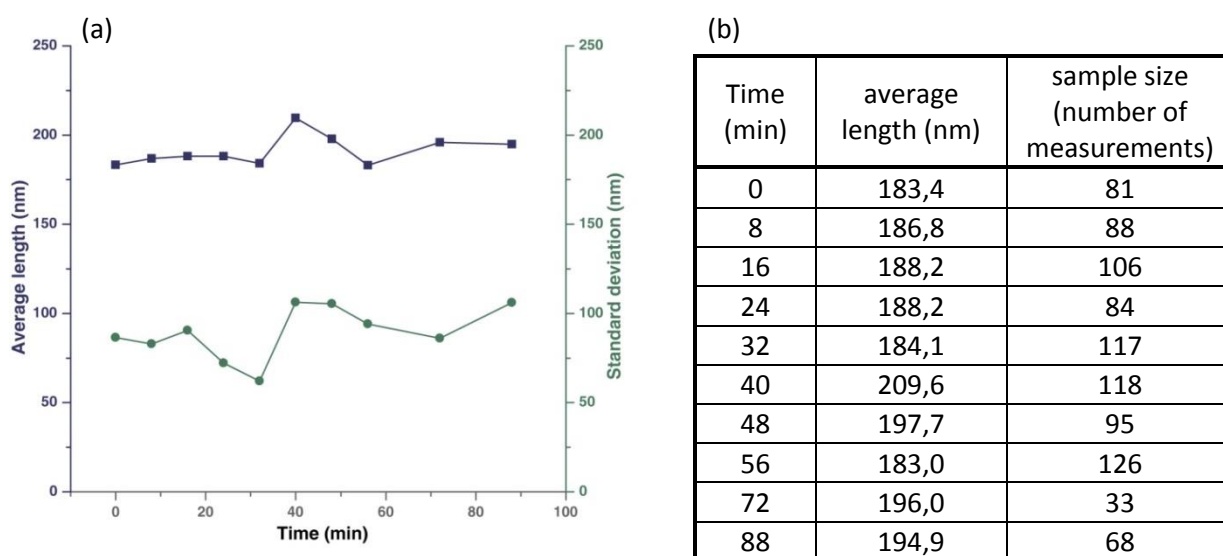 (a)
250
200
150
100
50
0
Average length (nm)
0 20 40 60 80 100
Time (min)
250
200
150
100
50
0
Standard deviation (nm)
(b)
Time (min) average length (nm) sample size (number of measurements)
0 183,4 81
8 186,8 88
16 188,2 106
24 188,2 84
32 184,1 117
40 209,6 118
48 197,7 95
56 183,0 126
72 196,0 33
88 194,9 68